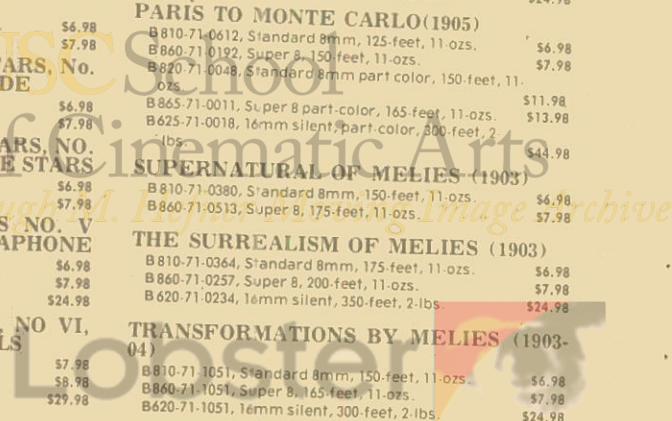 $24.98
$6.98
$7.98
ARS, No.
DE
$6.98
$7.98
ARS, NO.
E STARS
$6.98
$7.98
S NO. V
APHONE
$6.98
$7.98
$24.98
NO VI,
LS
$7.98
$8.98
$29.98
PARIS TO MONTE CARLO(1905)
B810-71-0612, Standard 8mm, 125-feet, 11-ozs. $6.98
B860-71-0192, Super 8, 150-feet, 11-ozs. $7.98
B820-71-0048, Standard 8mm part color, 150-feet, 11-
ozs. $11.98
B865-71-0011, Super 8 part-color, 165-feet, 11-ozs. $13.98
B625-71-0018, 16mm silent, part-color, 300-feet, 2-
lbs. $44.98
SUPERNATURAL OF MELIES (1903)
B810-71-0380, Standard 8mm, 150-feet, 11-ozs. $6.98
B860-71-0513, Super 8, 175-feet, 11-ozs. $7.98
THE SURREALISM OF MELIES (1903)
B810-71-0364, Standard 8mm, 175-feet, 11-ozs. $6.98
B860-71-0257, Super 8, 200-feet, 11-ozs. $7.98
B620-71-0234, 16mm silent, 350-feet, 2-lbs. $24.98
TRANSFORMATIONS BY MELIES (1903-
04)
B810-71-1051, Standard 8mm, 150-feet, 11-ozs. $6.98
B860-71-1051, Super 8, 165-feet, 11-ozs. $7.98
B620-71-1051, 16mm silent, 300-feet, 2-lbs. $24.98
USC School
of Cinematic Arts
Hugh M. Hefner Moving Image Archive
Lobster